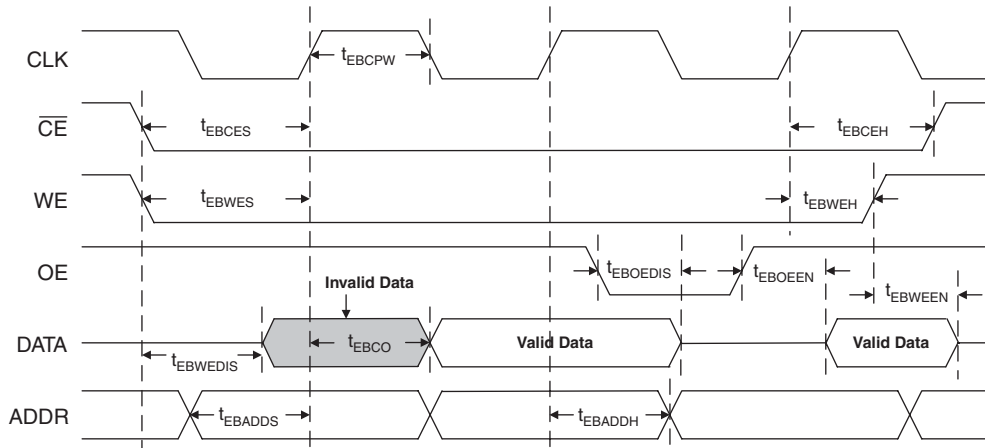 CLK
tEBCPW
CE
tEBCES
tEBCEH
WE
tEBWES
tEBWEH
OE
tEBOEDIS
tEBOEEN
tEBWEEN
Invalid Data
DATA
tEBCO
Valid Data
Valid Data
tEBWEDIS
ADDR
tEBADDS
tEBADDH